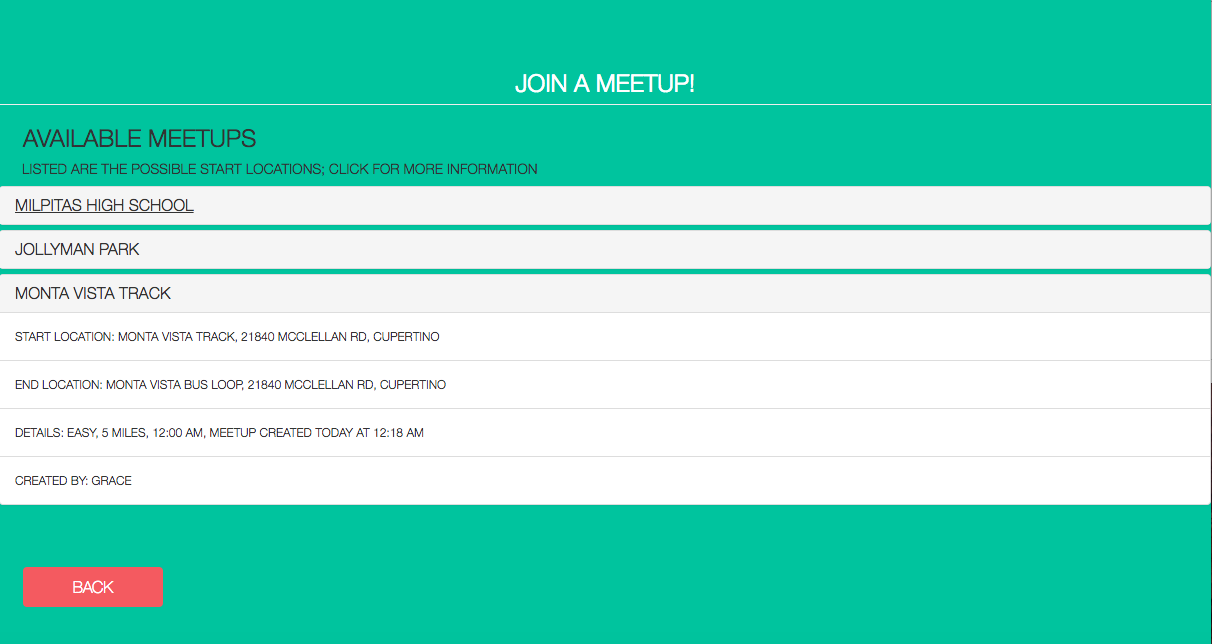 JOIN A MEETUP!
AVAILABLE MEETUPS
LISTED ARE THE POSSIBLE START LOCATIONS; CLICK FOR MORE INFORMATION
MILPITAS HIGH SCHOOL
JOLLYMAN PARK
MONTA VISTA TRACK
START LOCATION: MONTA VISTA TRACK, 21840 MCCLELLAN RD, CUPERTINO
END LOCATION: MONTA VISTA BUS LOOP, 21840 MCCLELLAN RD, CUPERTINO
DETAILS: EASY, 5 MILES, 12:00 AM, MEETUP CREATED TODAY AT 12:18 AM
CREATED BY: GRACE
BACK